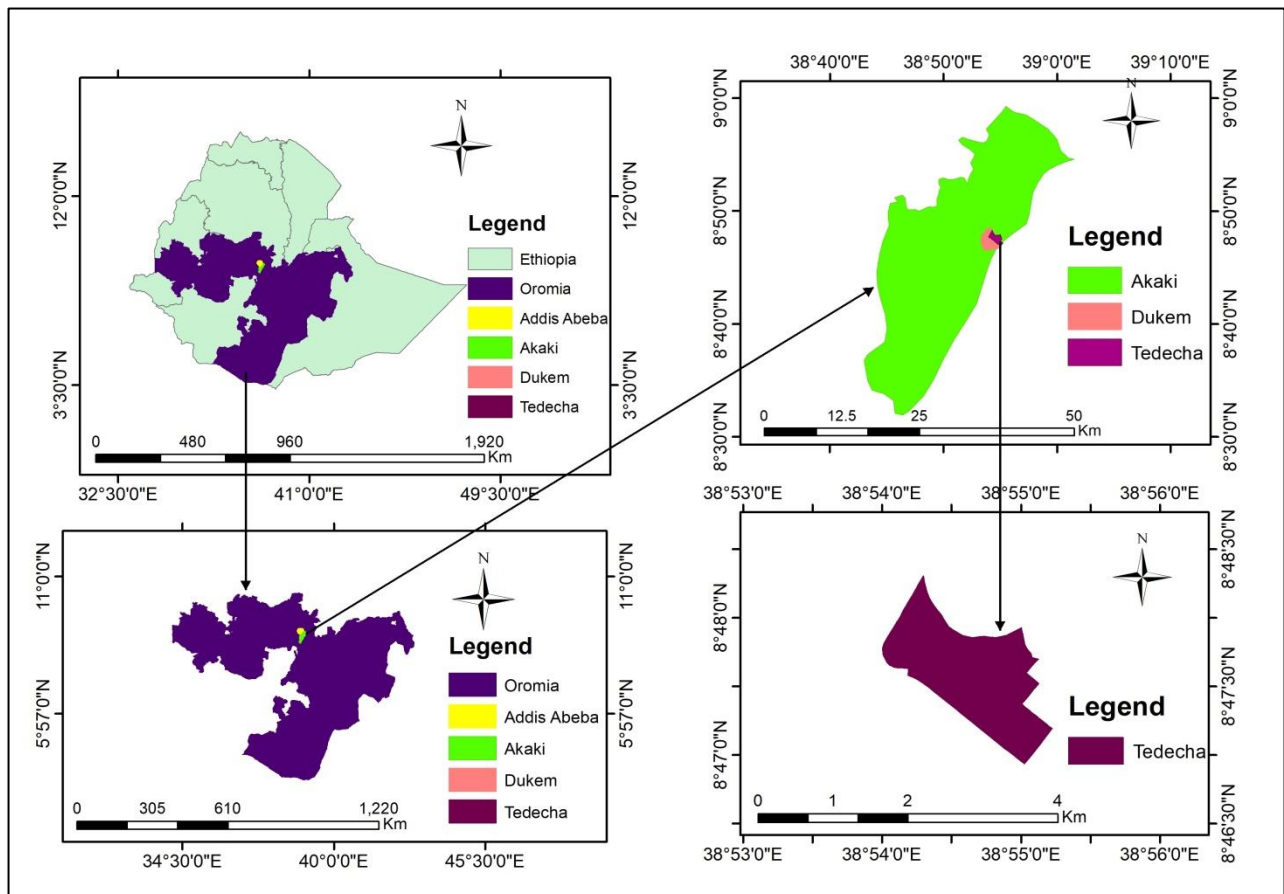 N
12°0'0"N
3°30'0"N
12°0'0"N
3°30'0"N
Legend
Ethiopia
Oromia
Addis Abeba
Akaki
Dukem
Tedecha
0 480 960 1,920
Km
32°30'0"E 41°0'0"E 49°30'0"E
38°40'0"E 38°50'0"E 39°0'0"E 39°10'0"E
N
9°0'0"N
8°50'0"N
8°40'0"N
8°30'0"N
9°0'0"N
8°50'0"N
8°40'0"N
8°30'0"N
Legend
Akaki
Dukem
Tedecha
0 12.5 25 50
Km
34°30'0"E 40°0'0"E 45°30'0"E
N
11°0'0"N
5°57'0"N
11°0'0"N
5°57'0"N
Legend
Oromia
Addis Abeba
Akaki
Dukem
Tedecha
0 305 610 1,220
Km
34°30'0"E 40°0'0"E 45°30'0"E
38°53'0"E 38°54'0"E 38°55'0"E 38°56'0"E
N
8°48'0"N
8°47'0"N
8°48'30"N
8°47'30"N
8°46'30"N
Legend
Tedecha
0 1 2 4
Km
38°53'0"E 38°54'0"E 38°55'0"E 38°56'0"E